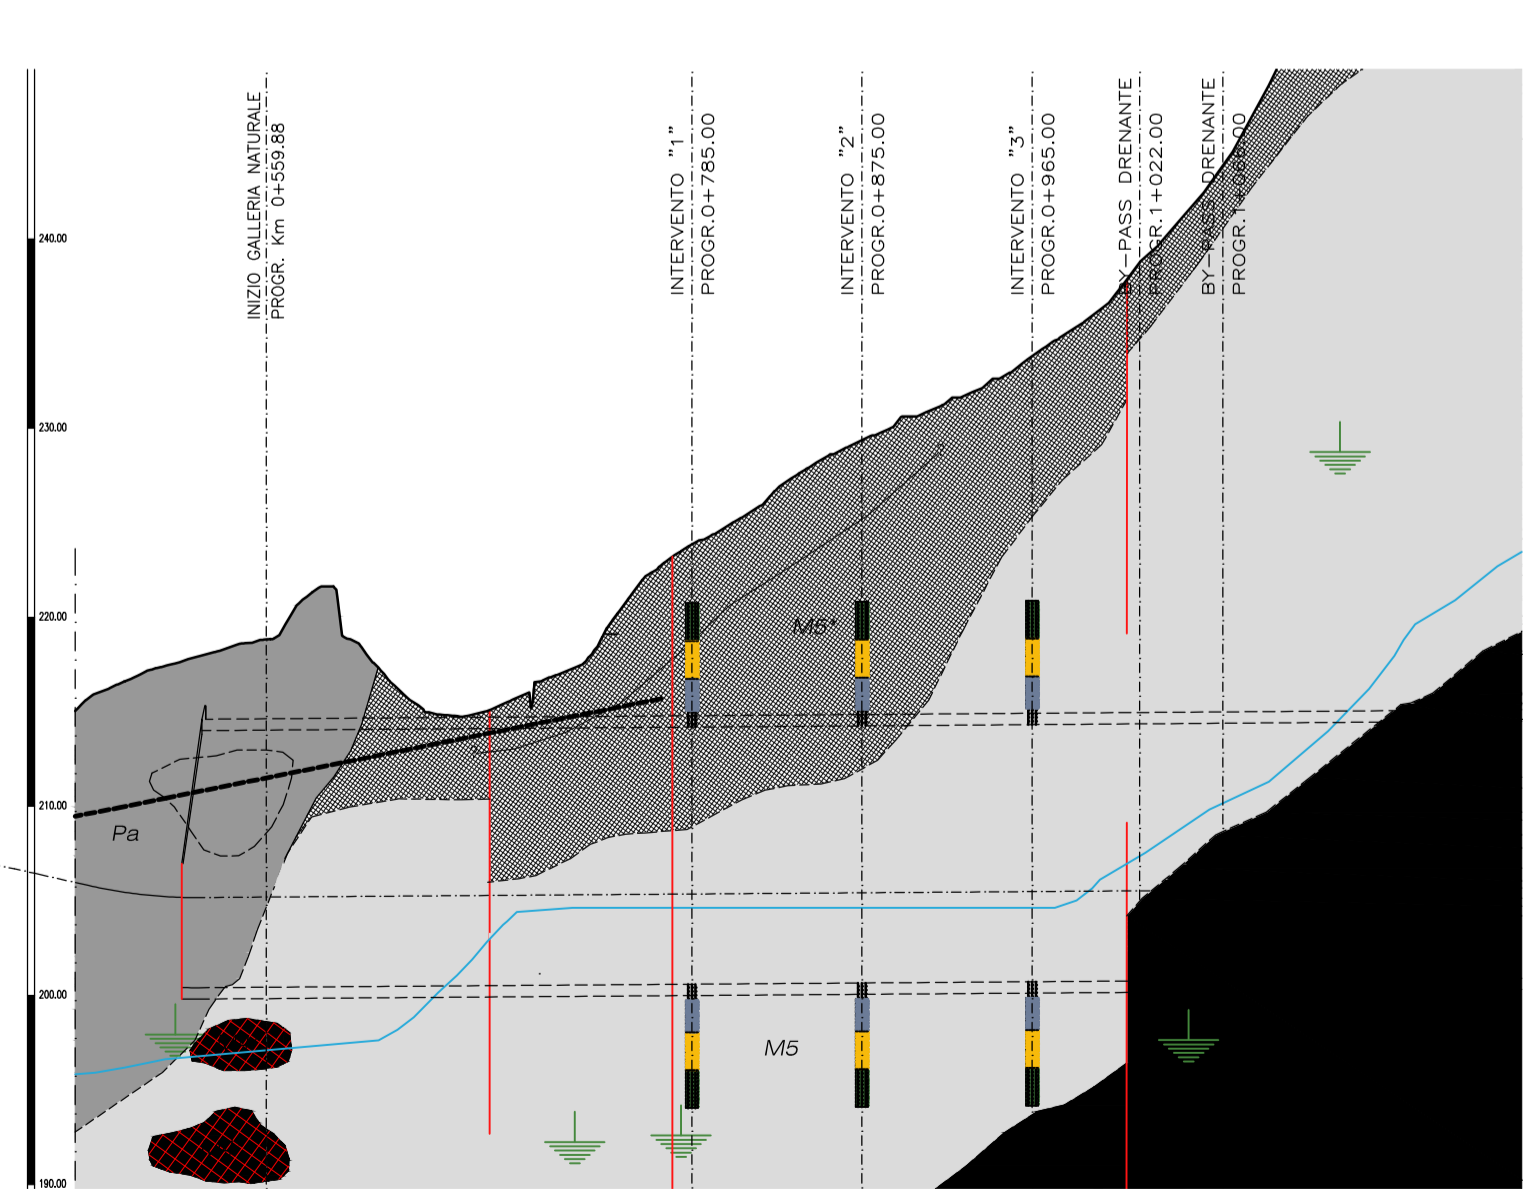 INIZIO GALLERIA NATURALE
PROGR. Km 0+559.88
INTERVENTO "1"
PROGR.0+785.00
INTERVENTO "2"
PROGR.0+875.00
INTERVENTO "3"
PROGR.0+965.00
BY-PASS DRENANTE
PROGR.1+022.00
BY-PASS DRENANTE
240.00
230.00
220.00
210.00
200.00
190.00
M5*
Pa
M5
?
?